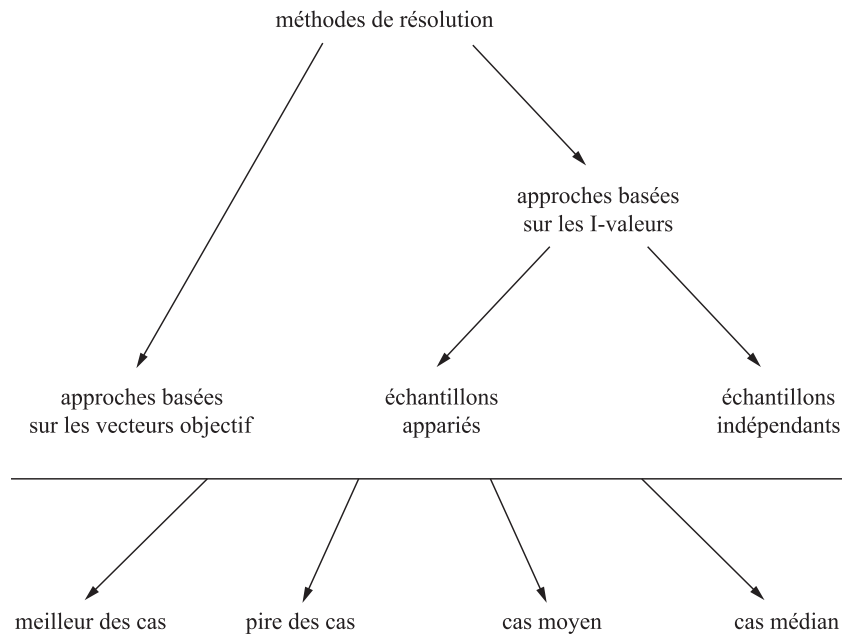 méthodes de résolution
approches basées
sur les I-valeurs
approches basées
sur les vecteurs objectif
échantillons
appariés
échantillons
indépendants
meilleur des cas
pire des cas
cas moyen
cas médian